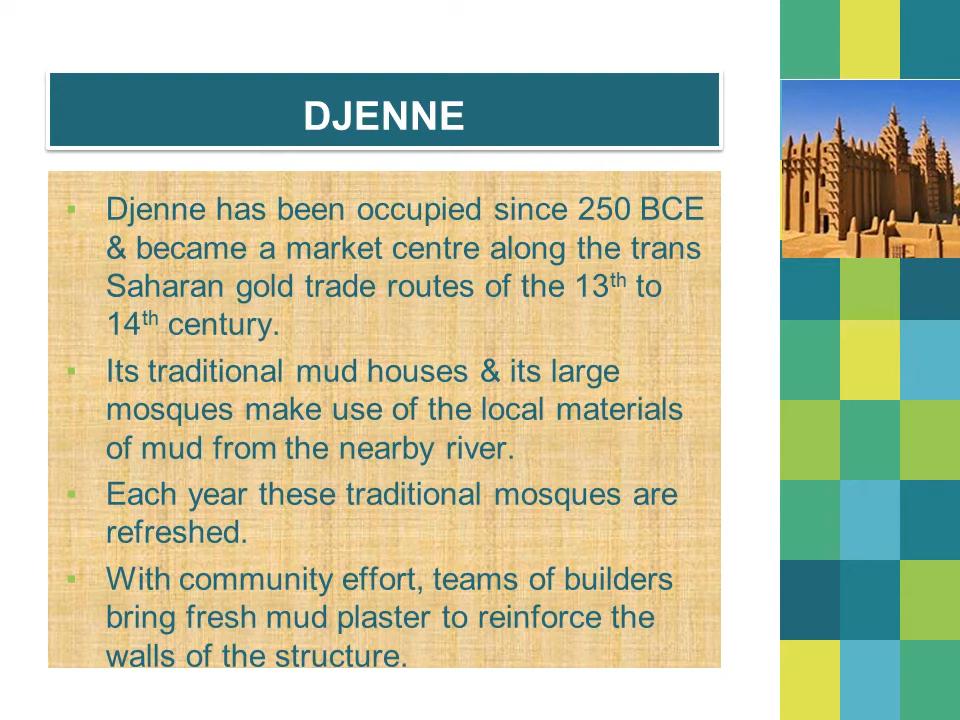 DJENNE
▪ Djenne has been occupied since 250 BCE
& became a market centre along the trans
Saharan gold trade routes of the 13th to
14th century.
▪ Its traditional mud houses & its large
mosques make use of the local materials
of mud from the nearby river.
▪ Each year these traditional mosques are
refreshed.
▪ With community effort, teams of builders
bring fresh mud plaster to reinforce the
walls of the structure.